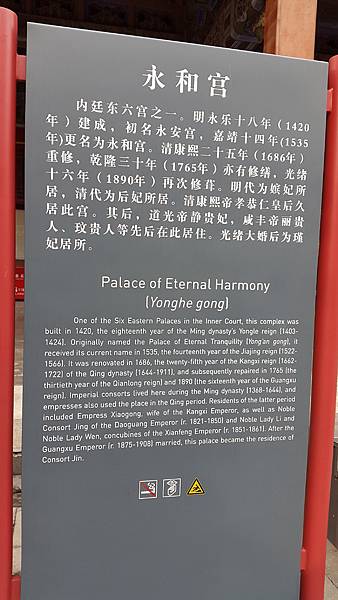 永和宫
内廷东六宫之一。明永乐十八年（1420
年）建成，初名永安宫，嘉靖十四年(1535
年)更名为永和宫。清康熙二十五年（1686年）
重修，乾隆三十年（1765年）亦有修缮，光绪
十六年（1890年）再次修葺。明代为嫔妃所
居，清代为后妃所居。清康熙帝孝恭仁皇后久
居此宫。其后，道光帝静贵妃，咸丰帝丽贵
人、玫贵人等先后在此居住。光绪大婚后为瑾
妃居所。
Palace of Eternal Harmony
(Yonghe gong)
One of the Six Eastern Palaces in the Inner Court, this complex was
built in 1420, the eighteenth year of the Ming dynasty's Yongle reign (1403-
1424). Originally named the Palace of Eternal Tranquility (Yong'an gong), it
received its current name in 1535, the fourteenth year of the Jiajing reign (1522-
1566). It was renovated in 1686, the twenty-fifth year of the Kangxi reign (1662-
1722) of the Qing dynasty (1644-1911), and subsequently repaired in 1765 (the
thirtieth year of the Qianlong reign) and 1890 (the sixteenth year of the Guangxu
reign). Imperial consorts lived here during the Ming dynasty (1368-1644), and
empresses also used the place in the Qing period. Residents of the latter period
included Empress Xiaogong, wife of the Kangxi Emperor, as well as Noble
Consort Jing of the Daoguang Emperor (r. 1821-1850) and Noble Lady Li and
Noble Lady Wen, concubines of the Xianfeng Emperor (r. 1851-1861). After the
Guangxu Emperor (r. 1875-1908) married, this palace became the residence of
Consort Jin.